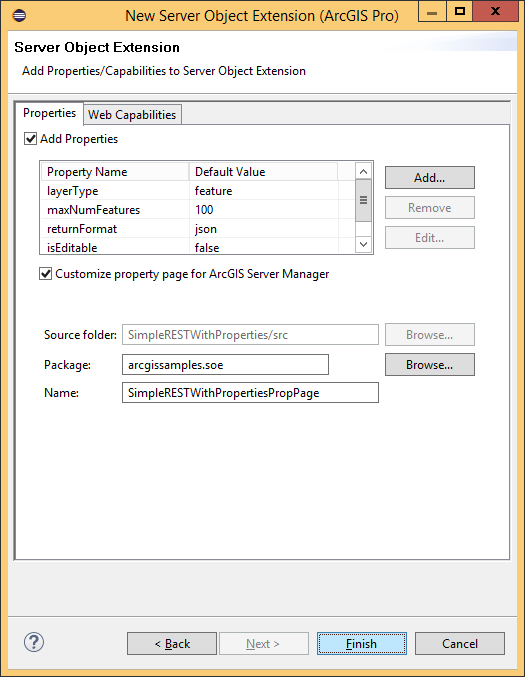 New Server Object Extension (ArcGIS Pro)
Server Object Extension
Add Properties/Capabilities to Server Object Extension
Properties
Web Capabilities
Add Properties
Property Name Default Value
layerType feature
maxNumFeatures 100
returnFormat json
isEditable false
Add...
Remove
Edit...
Customize property page for ArcGIS Server Manager
Source folder: SimpleRESTWithProperties/src Browse...
Package: arcgissamples.soe Browse...
Name: SimpleRESTWithPropertiesPropPage
? < Back Next > Finish Cancel